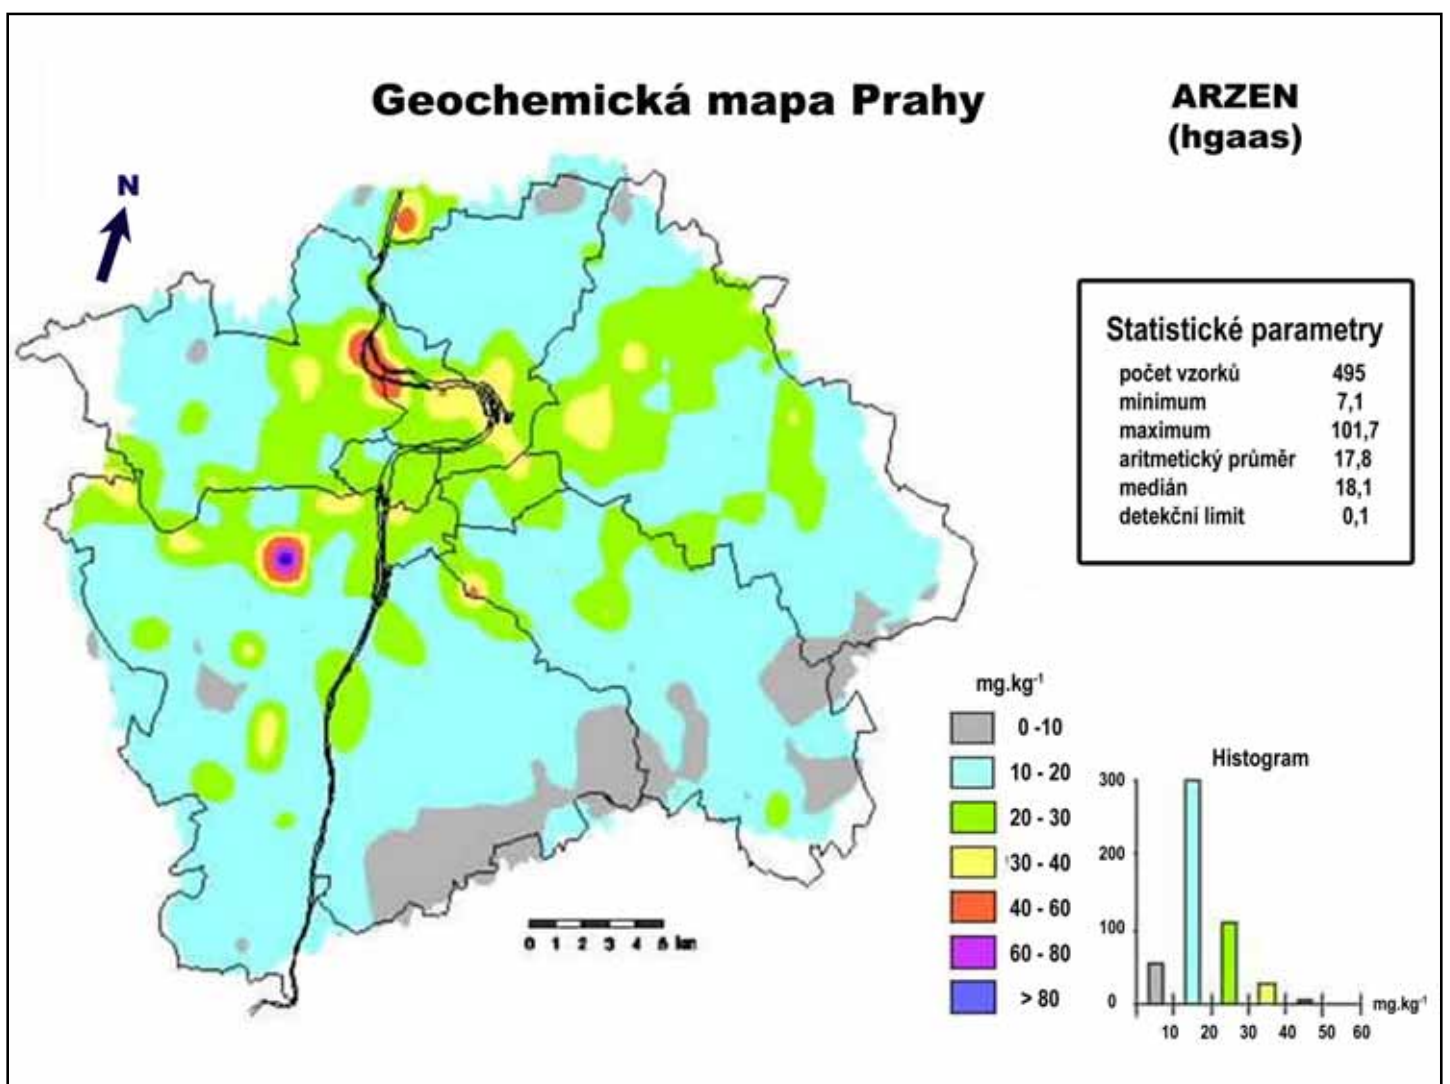 Geochemická mapa Prahy
ARZEN
(hgaas)
N
Statistické parametry
počet vzorků 495
minimum 7,1
maximum 101,7
aritmetický průměr 17,8
medián 18,1
detekční limit 0,1
mg.kg-1
0 -10
10 - 20
20 - 30
30 - 40
40 - 60
60 - 80
> 80
0 1 2 3 4 5 km
Histogram
300
200
100
0
mg.kg-1
10 20 30 40 50 60